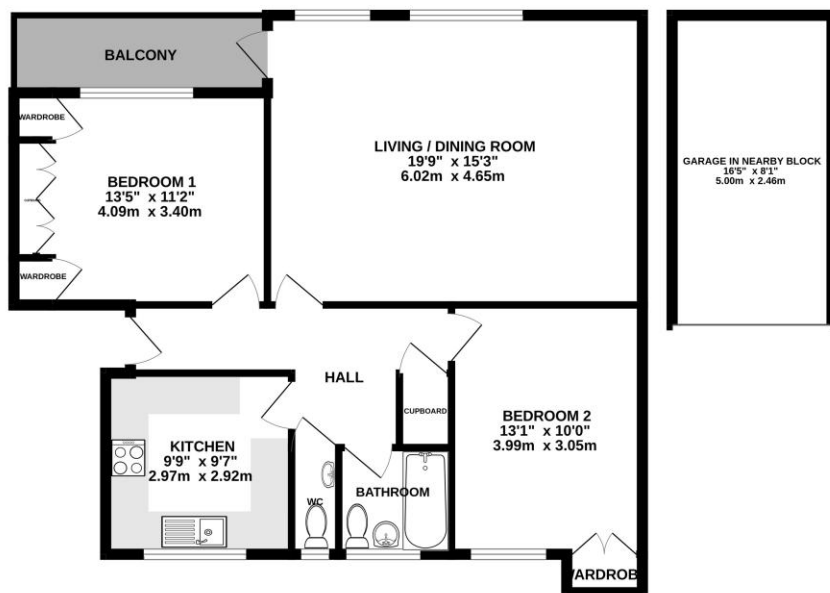 BALCONY
WARDROBE
BEDROOM 1
13'5" x 11'2"
4.09m x 3.40m
WARDROBE
LIVING / DINING ROOM
19'9" x 15'3"
6.02m x 4.65m
GARAGE IN NEARBY BLOCK
16'5" x 8'1"
5.00m x 2.46m
HALL
CUPBOARD
KITCHEN
9'9" x 9'7"
2.97m x 2.92m
WC
BATHROOM
BEDROOM 2
13'1" x 10'0"
3.99m x 3.05m
WARDROBE